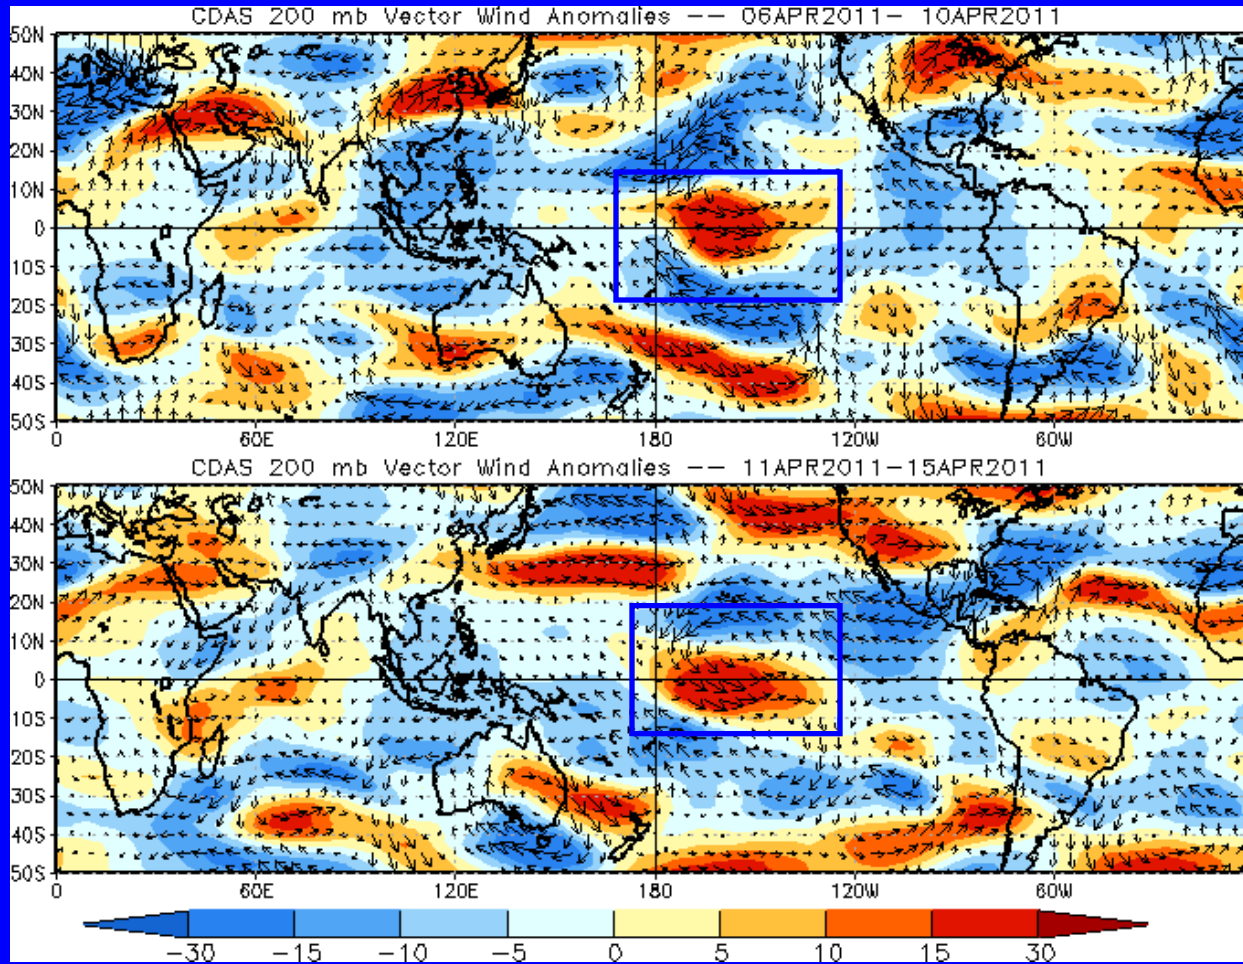 CDAS 200 mb Vector Wind Anomalies -- 06APR2011- 10APR2011
50N
40N
30N
20N
10N
0
10S
20S
30S
40S
50S
0 60E 120E 180 120W 60W
CDAS 200 mb Vector Wind Anomalies -- 11APR2011-15APR2011
50N
40N
30N
20N
10N
0
10S
20S
30S
40S
50S
0 60E 120E 180 120W 60W
-30 -15 -10 -5 0 5 10 15 30